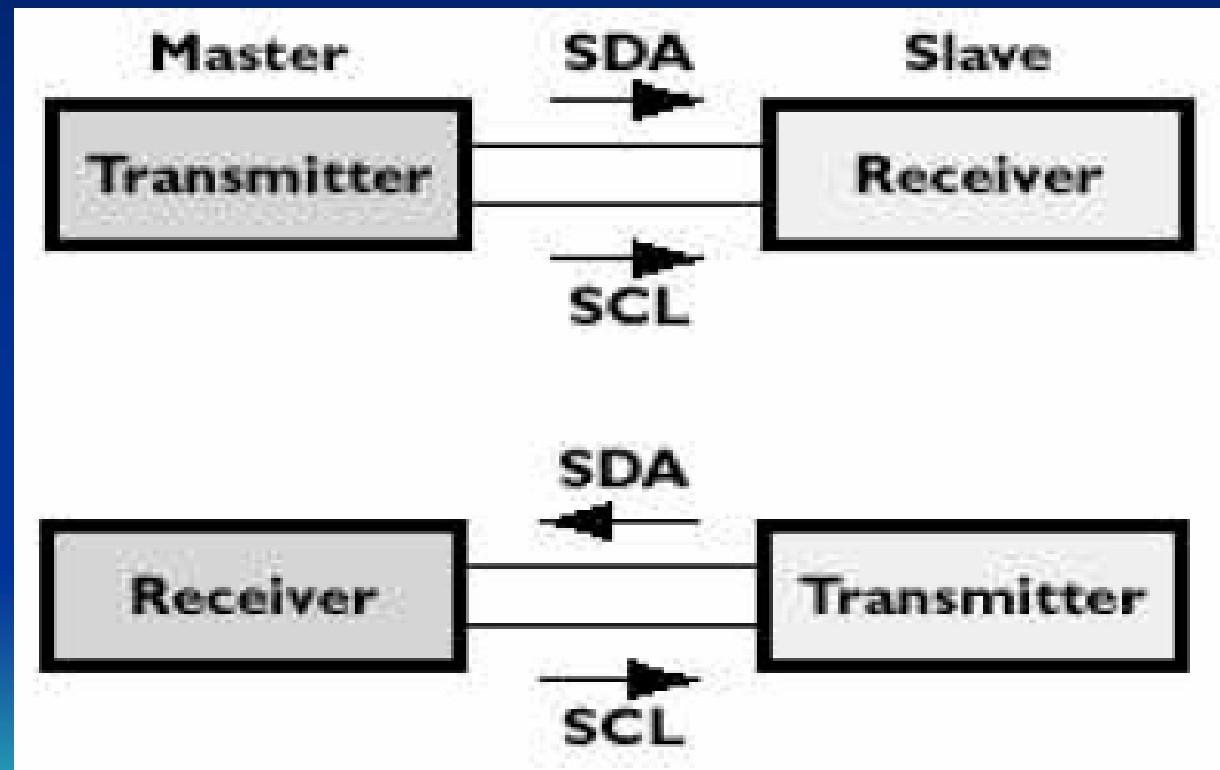 Master SDA Slave
Transmitter Receiver
SCL
SDA
Receiver Transmitter
SCL